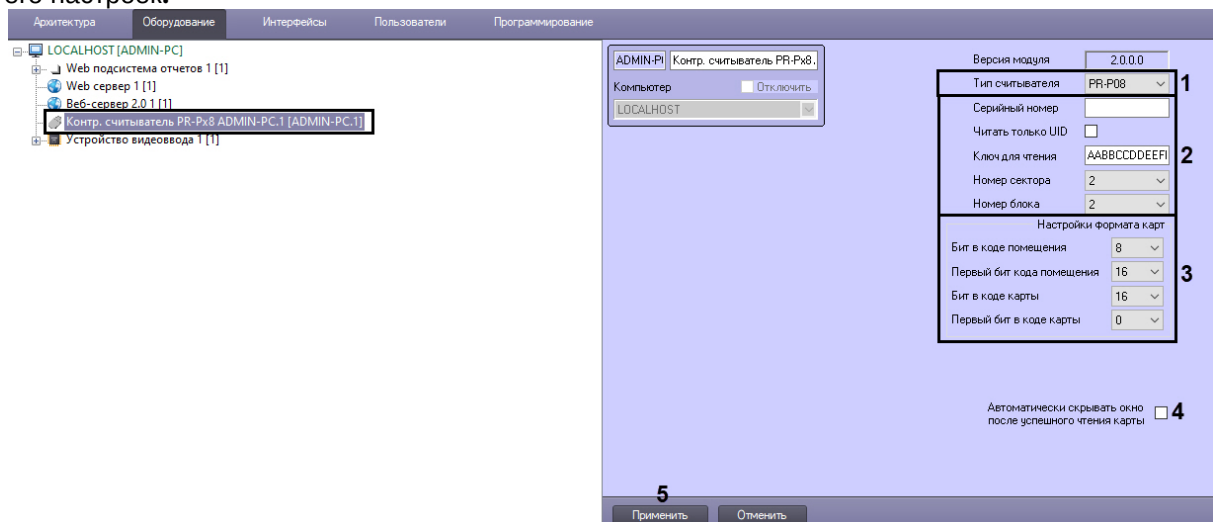 его настроек.
Архитектура Оборудование Интерфейсы Пользователи Программирование
LOCALHOST [ADMIN-PC]
Web подсистема отчетов 1 [1]
Web сервер 1 [1]
Веб-сервер 2.0 1 [1]
Контр. считыватель PR-Px8 ADMIN-PC.1 [ADMIN-PC.1]
Устройство видеоввода 1 [1]
ADMIN-PI Контр. считыватель PR-Px8.
Компьютер Отключить
LOCALHOST
Версия модуля 2.0.0.0
Тип считывателя PR-P08 1
Серийный номер
Читать только UID
Ключ для чтения AABBCCDDEEFF 2
Номер сектора 2
Номер блока 2
Настройки формата карт
Бит в коде помещения 8
Первый бит кода помещения 16 3
Бит в коде карты 16
Первый бит в коде карты 0
Автоматически скрывать окно
после успешного чтения карты 4
5
Применить Отменить